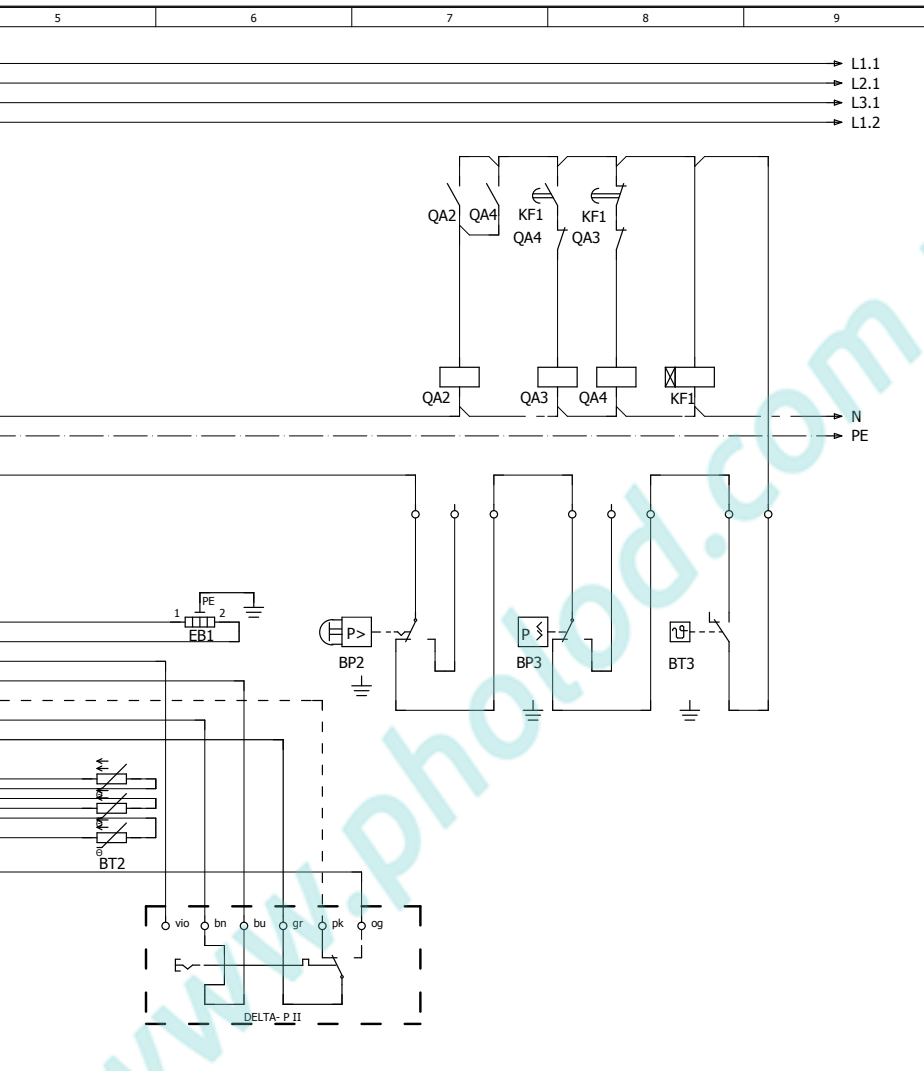 5 6 7 8 9
L1.1
L2.1
L3.1
L1.2
QA2 QA4 KF1 KF1
QA4 QA3
QA2 QA3 QA4 KF1
N
PE
PE
1 2
EB1
P> P ϑ
BP2 BP3 BT3
θ
θ
θ
BT2
vio bn bu gr pk og
DELTA- P II
www.pholod.com